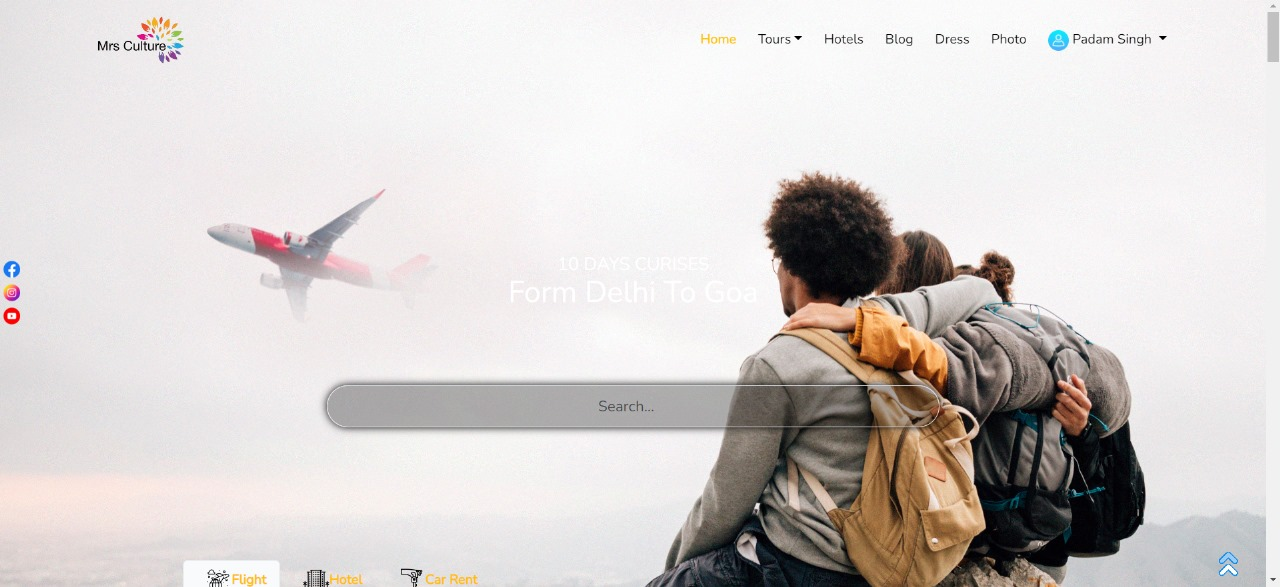 Mrs Culture
Home Tours Hotels Blog Dress Photo Padam Singh
10 DAYS CURISES
Form Delhi To Goa
Search...
Flight Hotel Car Rent